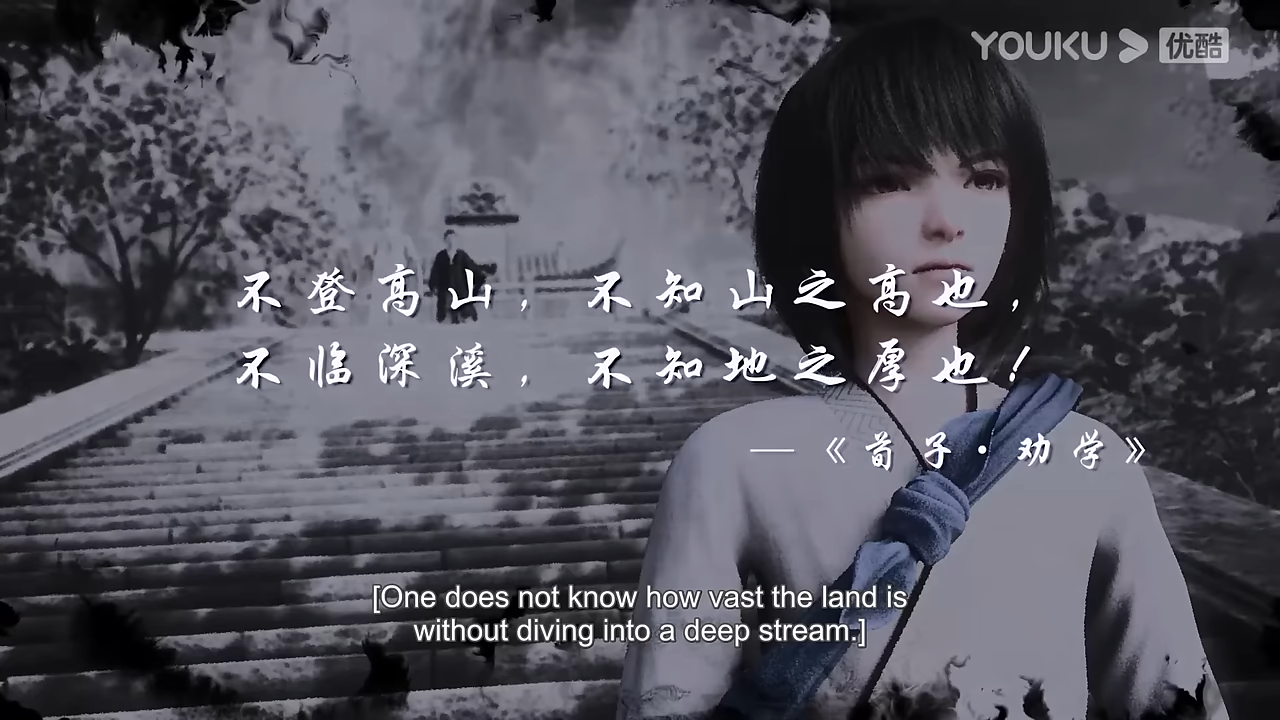 YOUKU 优酷
不登高山，不知山之高也，
不临深溪，不知地之厚也！
—《荀子·劝学》
[One does not know how vast the land is
without diving into a deep stream.]